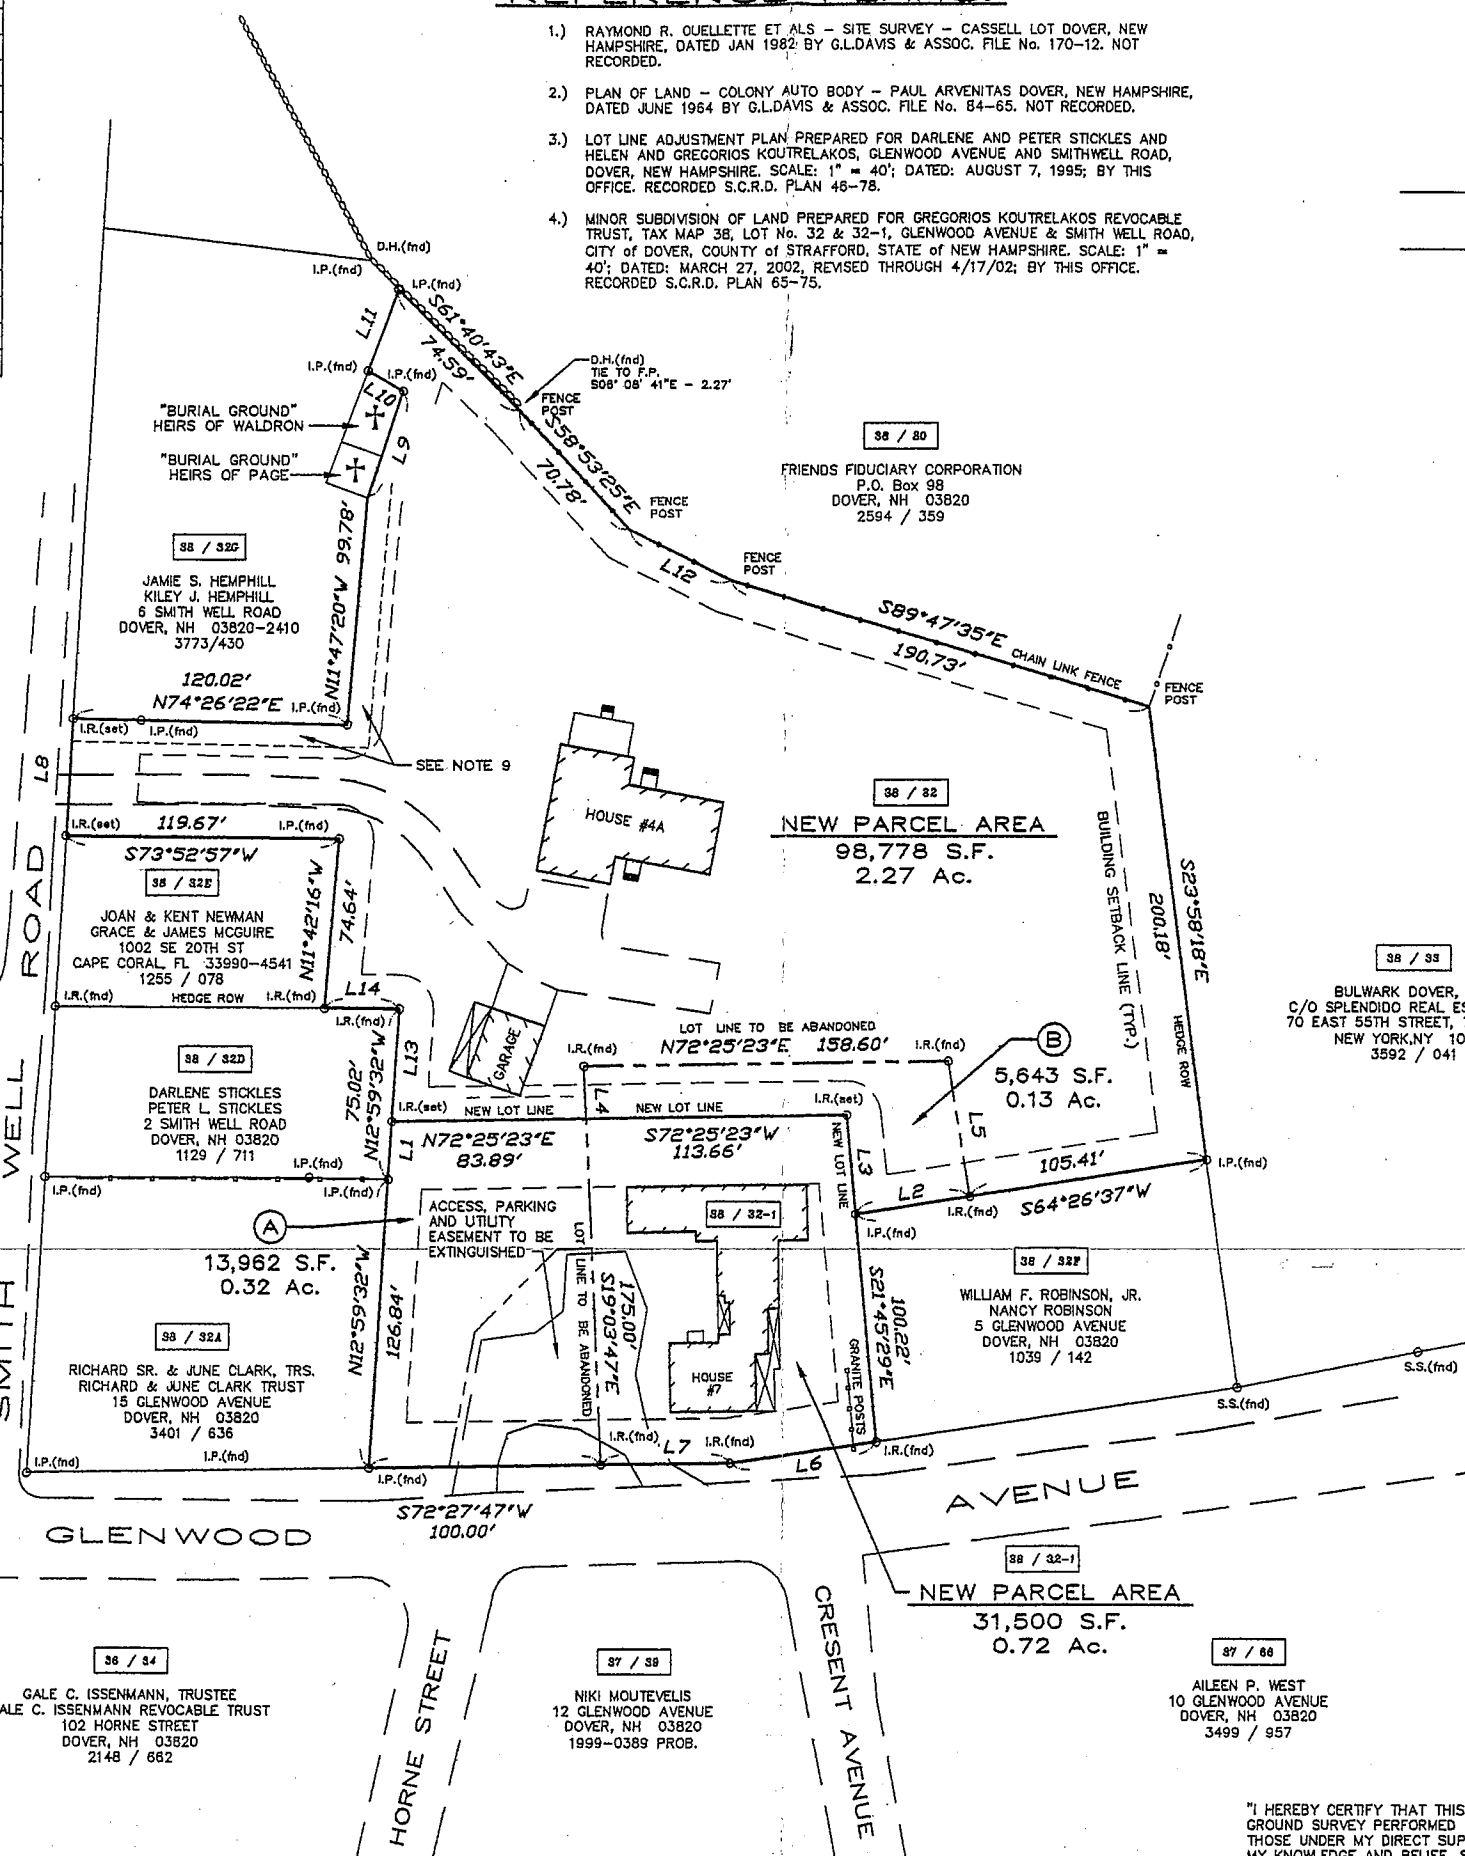 1.) RAYMOND R. OUELLETTE ET ALS – SITE SURVEY – CASSELL LOT DOVER, NEW
HAMPSHIRE, DATED JAN 1982 BY G.L.DAVIS & ASSOC. FILE No. 170–12. NOT
RECORDED.
2.) PLAN OF LAND – COLONY AUTO BODY – PAUL ARVENITAS DOVER, NEW HAMPSHIRE,
DATED JUNE 1964 BY G.L.DAVIS & ASSOC. FILE No. 84–65. NOT RECORDED.
3.) LOT LINE ADJUSTMENT PLAN PREPARED FOR DARLENE AND PETER STICKLES AND
HELEN AND GREGORIOS KOUTRELAKOS, GLENWOOD AVENUE AND SMITHWELL ROAD,
DOVER, NEW HAMPSHIRE. SCALE: 1" = 40'; DATED: AUGUST 7, 1995; BY THIS
OFFICE. RECORDED S.C.R.D. PLAN 46–78.
4.) MINOR SUBDIVISION OF LAND PREPARED FOR GREGORIOS KOUTRELAKOS REVOCABLE
TRUST, TAX MAP 38, LOT No. 32 & 32–1, GLENWOOD AVENUE & SMITH WELL ROAD,
CITY of DOVER, COUNTY of STRAFFORD, STATE of NEW HAMPSHIRE. SCALE: 1" =
40'; DATED: MARCH 27, 2002, REVISED THROUGH 4/17/02; BY THIS OFFICE.
RECORDED S.C.R.D. PLAN 65–75.
D.H.(fnd)
I.P.(fnd)
I.P.(fnd)
L11
S61°40'43"E
74.59'
I.P.(fnd)
I.P.(fnd)
L10
D.H.(fnd)
TIE TO F.P.
S08° 08' 41"E – 2.27'
FENCE
POST
"BURIAL GROUND"
HEIRS OF WALDRON
"BURIAL GROUND"
HEIRS OF PAGE
L9
S58°53'25"E
70.78'
FENCE
POST
38 / 80
FRIENDS FIDUCIARY CORPORATION
P.O. Box 98
DOVER, NH 03820
2594 / 359
L12
FENCE
POST
S89°47'35"E
190.73'
CHAIN LINK FENCE
FENCE
POST
38 / 32G
JAMIE S. HEMPHILL
KILEY J. HEMPHILL
6 SMITH WELL ROAD
DOVER, NH 03820–2410
3773/430
N11°47'20"W 99.78'
120.02'
N74°26'22"E
I.P.(fnd)
I.R.(set)
I.P.(fnd)
SEE NOTE 9
L8
HOUSE #4A
38 / 32
NEW PARCEL AREA
98,778 S.F.
2.27 Ac.
BUILDING SETBACK LINE (TYP.)
S23°58'18"E
200.18'
HEDGE ROW
I.R.(set)
119.67'
I.P.(fnd)
S73°52'57"W
38 / 32E
JOAN & KENT NEWMAN
GRACE & JAMES MCGUIRE
1002 SE 20TH ST
CAPE CORAL, FL 33990–4541
1255 / 078
N11°42'16"W
74.64'
I.R.(fnd)
HEDGE ROW
I.R.(fnd)
L14
I.R.(fnd)
38 / 33
BULWARK DOVER,
C/O SPLENDIDO REAL ES
70 EAST 55TH STREET,
NEW YORK,NY 10
3592 / 041
GARAGE
LOT LINE TO BE ABANDONED
N72°25'23"E 158.60'
I.R.(fnd)
I.R.(fnd)
B
5,643 S.F.
0.13 Ac.
38 / 32D
DARLENE STICKLES
PETER L. STICKLES
2 SMITH WELL ROAD
DOVER, NH 03820
1129 / 711
75.02'
N12°59'32"W
L13
L4
I.R.(set)
NEW LOT LINE
NEW LOT LINE
I.R.(set)
L1
N72°25'23"E
83.89'
S72°25'23"W
113.66'
NEW LOT LINE
L3
L5
105.41'
I.P.(fnd)
L2
I.R.(fnd)
S64°26'37"W
I.P.(fnd)
I.P.(fnd)
I.P.(fnd)
I.P.(fnd)
A
13,962 S.F.
0.32 Ac.
ACCESS, PARKING
AND UTILITY
EASEMENT TO BE
EXTINGUISHED
38 / 32-1
38 / 32F
WILLIAM F. ROBINSON, JR.
NANCY ROBINSON
5 GLENWOOD AVENUE
DOVER, NH 03820
1039 / 142
38 / 32A
RICHARD SR. & JUNE CLARK, TRS.
RICHARD & JUNE CLARK TRUST
15 GLENWOOD AVENUE
DOVER, NH 03820
3401 / 636
N12°59'32"W
126.84'
LOT LINE TO BE ABANDONED
175.00'
S19°03'47"E
HOUSE
#7
GRANITE POSTS
100.22'
S21°45'29"E
S.S.(fnd)
S.S.(fnd)
I.P.(fnd)
I.P.(fnd)
I.P.(fnd)
I.R.(fnd)
L7
I.R.(fnd)
L6
I.R.(fnd)
S72°27'47"W
100.00'
SMITH WELL ROAD
GLENWOOD AVENUE
38 / 32-1
NEW PARCEL AREA
31,500 S.F.
0.72 Ac.
36 / 34
GALE C. ISSENMANN, TRUSTEE
ALE C. ISSENMANN REVOCABLE TRUST
102 HORNE STREET
DOVER, NH 03820
2148 / 662
HORNE STREET
37 / 39
NIKI MOUTEVELIS
12 GLENWOOD AVENUE
DOVER, NH 03820
1999–0389 PROB.
CRESENT AVENUE
37 / 66
AILEEN P. WEST
10 GLENWOOD AVENUE
DOVER, NH 03820
3499 / 957
"I HEREBY CERTIFY THAT THIS
GROUND SURVEY PERFORMED
THOSE UNDER MY DIRECT SUP